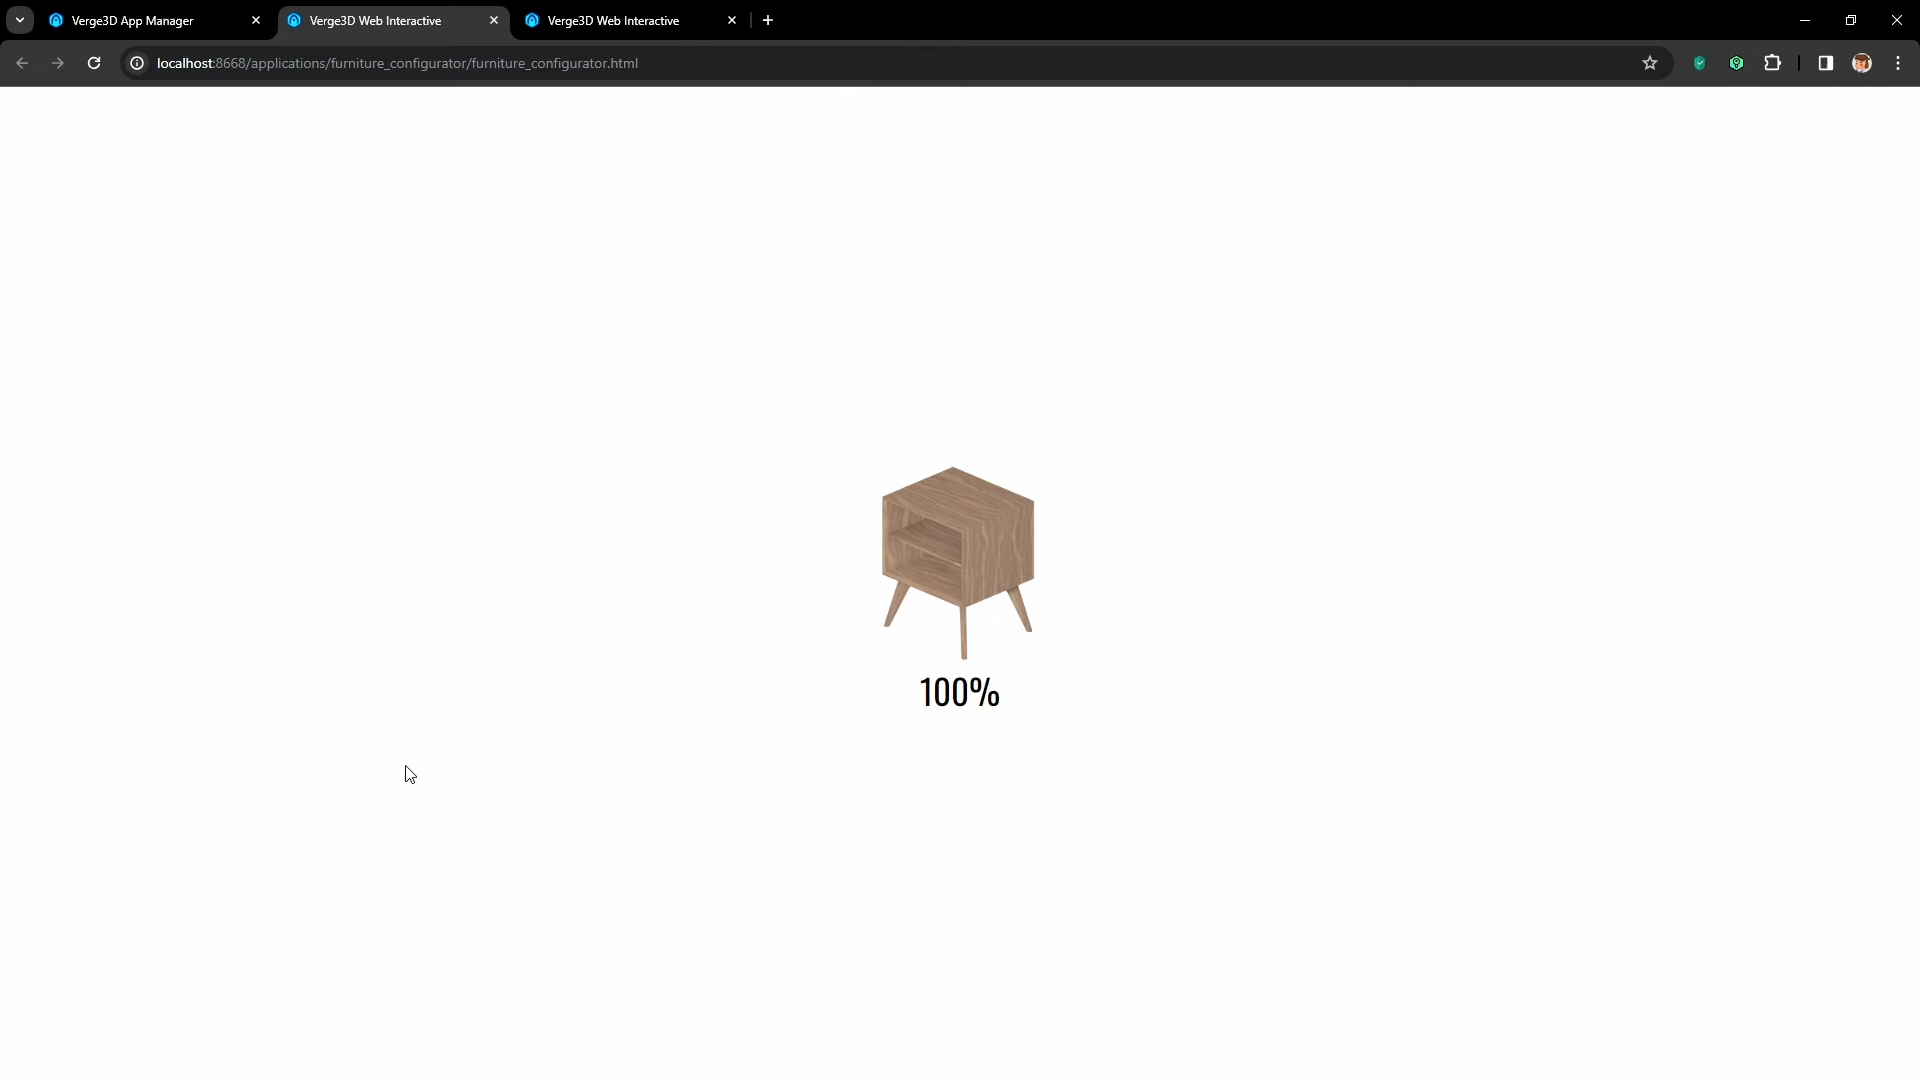 Verge3D App Manager
Verge3D Web Interactive
Verge3D Web Interactive
localhost:8668/applications/furniture_configurator/furniture_configurator.html
100%